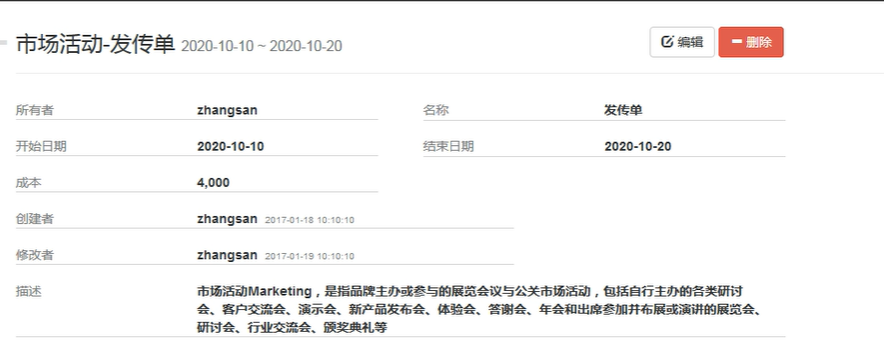 市场活动-发传单 2020-10-10 ~ 2020-10-20
编辑
删除
所有者 zhangsan 名称 发传单
开始日期 2020-10-10 结束日期 2020-10-20
成本 4,000
创建者 zhangsan 2017-01-18 10:10:10
修改者 zhangsan 2017-01-19 10:10:10
描述 市场活动Marketing，是指品牌主办或参与的展览会议与公关市场活动，包括自行主办的各类研讨
会、客户交流会、演示会、新产品发布会、体验会、答谢会、年会和出席参加并布展或演讲的展览会、
研讨会、行业交流会、颁奖典礼等